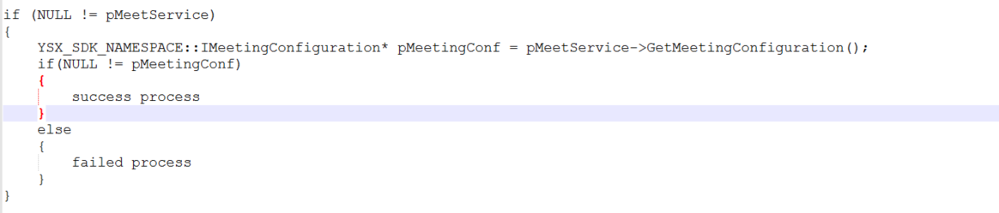 if (NULL != pMeetService)
{
    YSX_SDK_NAMESPACE::IMeetingConfiguration* pMeetingConf = pMeetService->GetMeetingConfiguration();
    if(NULL != pMeetingConf)
    {
        success process
    }
    else
    {
        failed process
    }
}